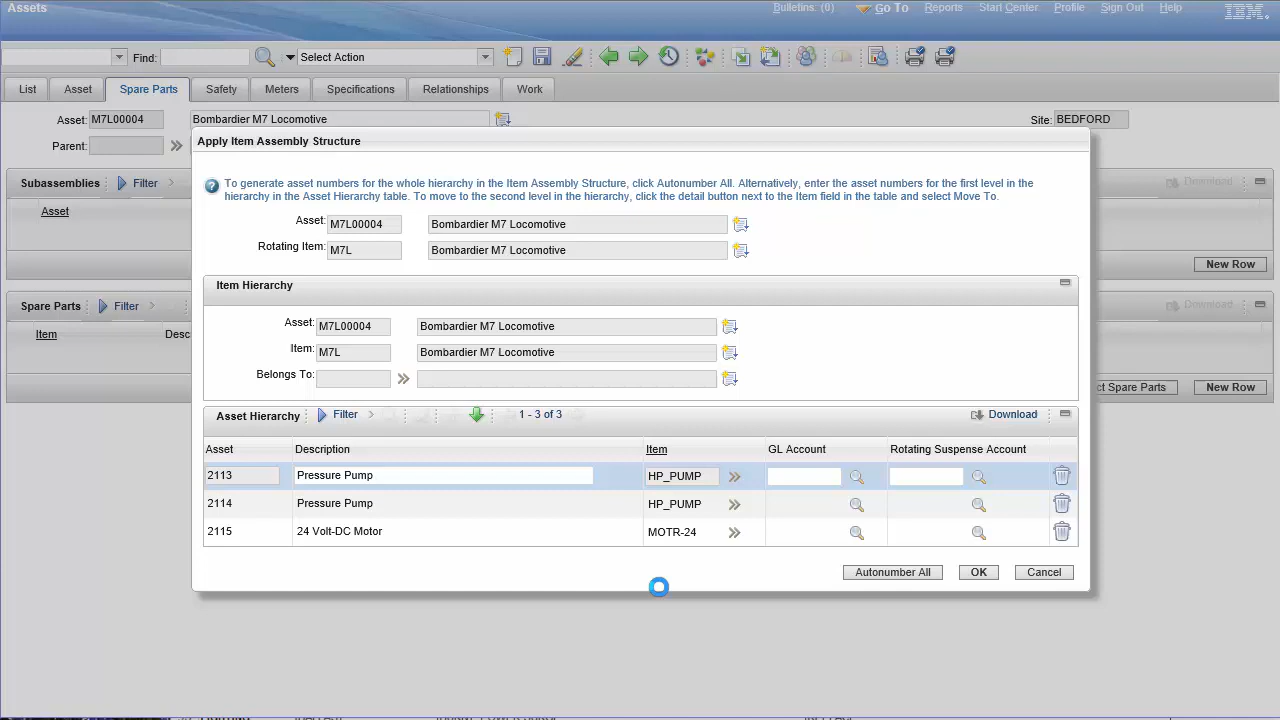 Assets
Bulletins: (0) Go To Reports Start Center Profile Sign Out Help IBM.
Find: Select Action
List Asset Spare Parts Safety Meters Specifications Relationships Work
Asset: M7L00004 Bombardier M7 Locomotive Site: BEDFORD
Parent:
Apply Item Assembly Structure
Subassemblies Filter Download
To generate asset numbers for the whole hierarchy in the Item Assembly Structure, click Autonumber All. Alternatively, enter the asset numbers for the first level in the
hierarchy in the Asset Hierarchy table. To move to the second level in the hierarchy, click the detail button next to the Item field in the table and select Move To.
Asset
Asset: M7L00004 Bombardier M7 Locomotive
Rotating Item: M7L Bombardier M7 Locomotive
New Row
Item Hierarchy
Spare Parts Filter Download
Asset: M7L00004 Bombardier M7 Locomotive
Item Desc
Item: M7L Bombardier M7 Locomotive
Belongs To:
ct Spare Parts New Row
Asset Hierarchy Filter 1 - 3 of 3 Download
Asset Description Item GL Account Rotating Suspense Account
2113 Pressure Pump HP_PUMP
2114 Pressure Pump HP_PUMP
2115 24 Volt-DC Motor MOTR-24
Autonumber All OK Cancel